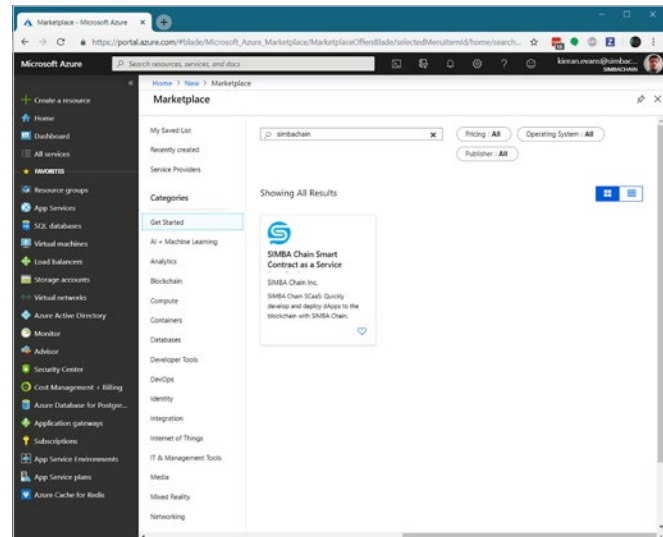 Marketplace - Microsoft Azure
https://portal.azure.com/#blade/Microsoft_Azure_Marketplace/MarketplaceOffersBlade/selectedMenuItemId/home/search...
Microsoft Azure
Search resources, services, and docs
kieran.evans@simbac...
SIMBACHAIN
Home > New > Marketplace
Marketplace
Create a resource
Home
Dashboard
All services
FAVORITES
Resource groups
App Services
SQL databases
Virtual machines
Load balancers
Storage accounts
Virtual networks
Azure Active Directory
Monitor
Advisor
Security Center
Cost Management + Billing
Azure Database for Postgre...
Application gateways
Subscriptions
App Service Environments
App Service plans
Azure Cache for Redis
My Saved List
Recently created
Service Providers
Categories
Get Started
AI + Machine Learning
Analytics
Blockchain
Compute
Containers
Databases
Developer Tools
DevOps
Identity
Integration
Internet of Things
IT & Management Tools
Media
Mixed Reality
Networking
simbachain
Pricing : All
Operating System : All
Publisher : All
Showing All Results
SIMBA Chain Smart
Contract as a Service
SIMBA Chain Inc.
SIMBA Chain SCaaS: Quickly
develop and deploy dApps to the
blockchain with SIMBA Chain.